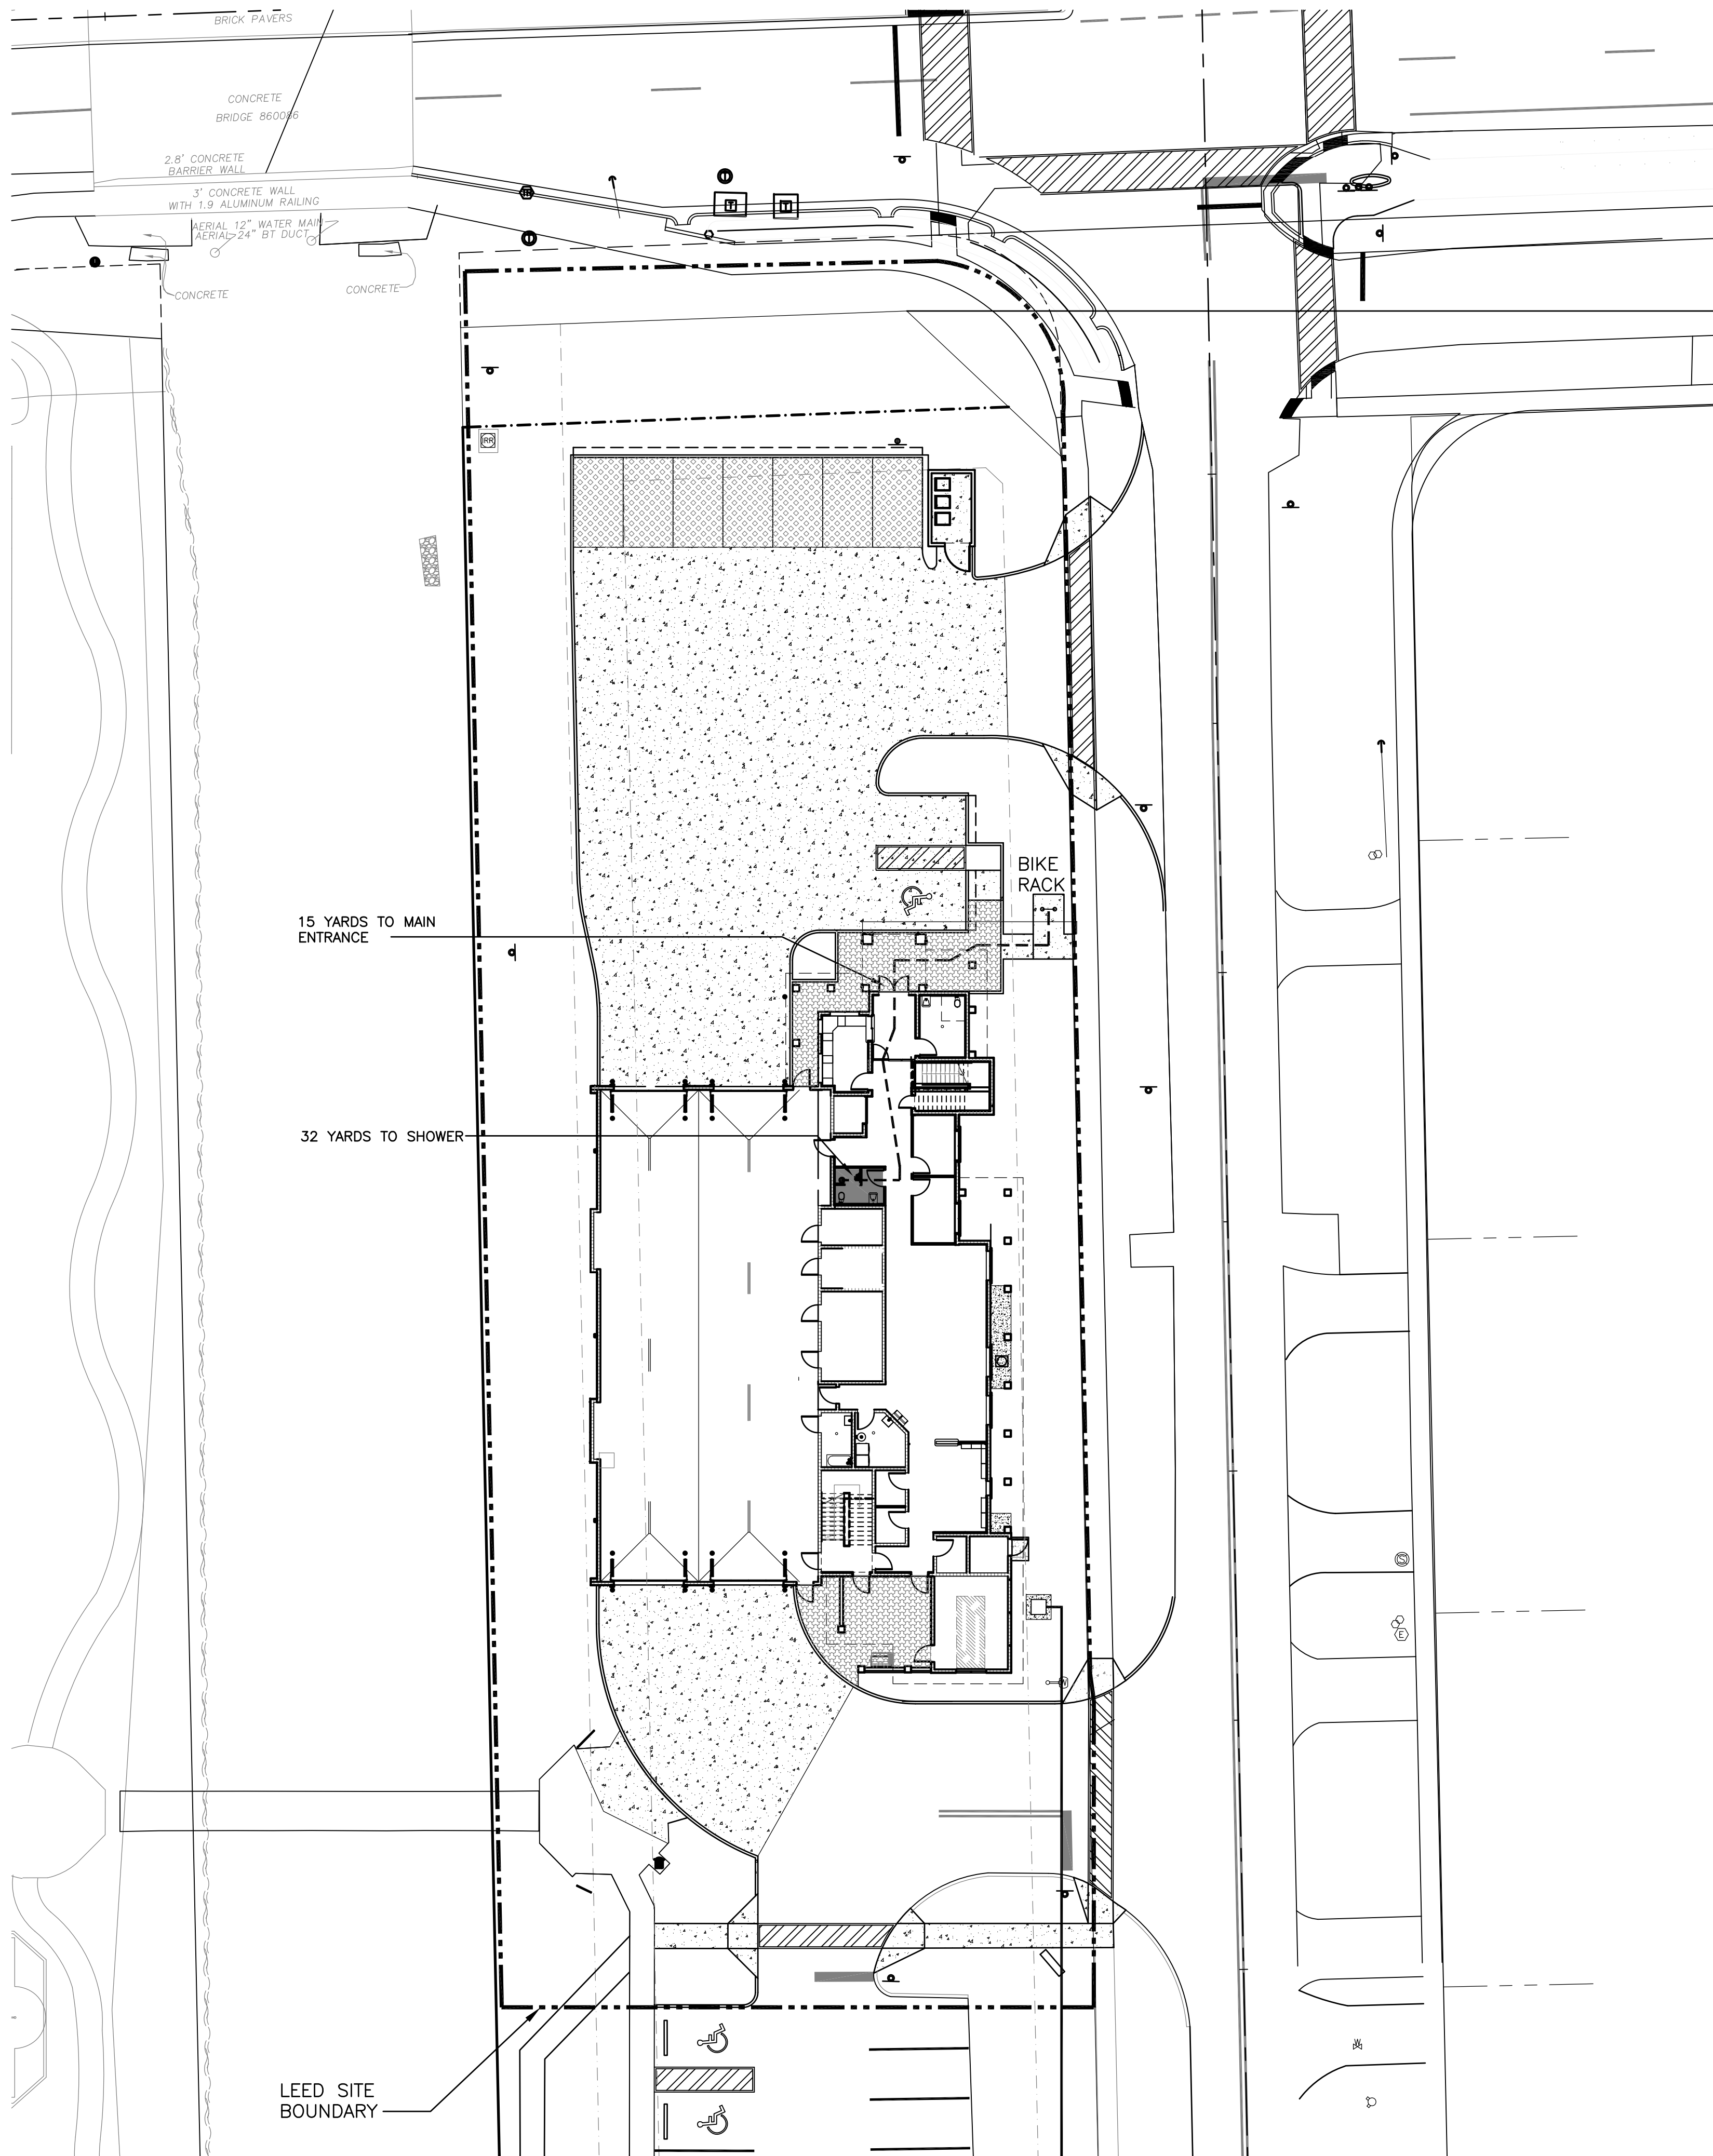 BRICK PAVERS
CONCRETE
BRIDGE 860086
2.8' CONCRETE
BARRIER WALL
3' CONCRETE WALL
WITH 1.9 ALUMINUM RAILING
AERIAL 12" WATER MAIN
AERIAL 24" BT DUCT
CONCRETE
CONCRETE
T
T
IRR
BIKE
RACK
15 YARDS TO MAIN
ENTRANCE
32 YARDS TO SHOWER
S
E
W
LEED SITE
BOUNDARY